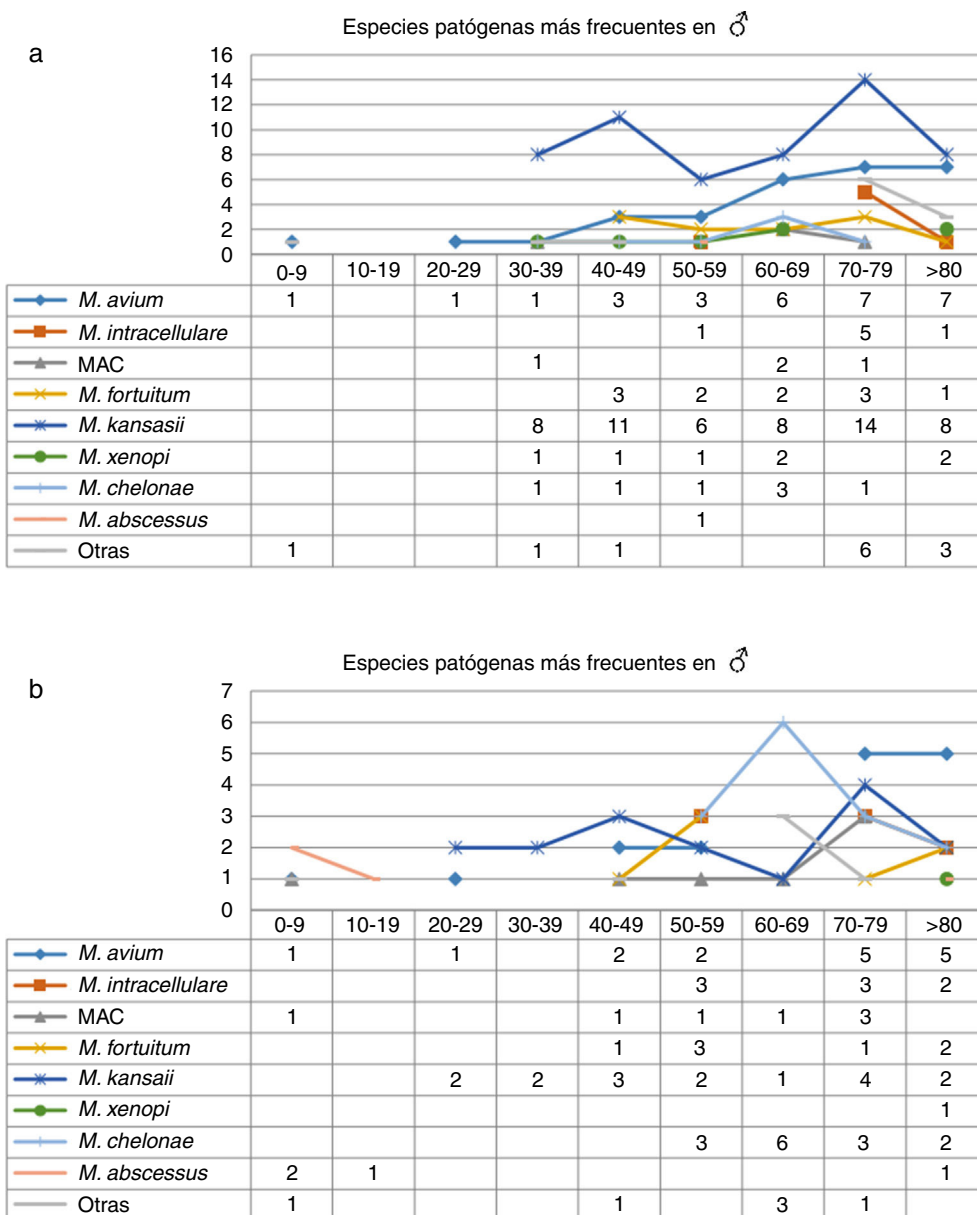 Especies patógenas más frecuentes en ♂
a
16
14
12
10
8
6
4
2
0
0-9 10-19 20-29 30-39 40-49 50-59 60-69 70-79 >80
M. avium 1 1 1 3 3 6 7 7
M. intracellulare 1 5 1
MAC 1 2 1
M. fortuitum 3 2 2 3 1
M. kansasii 8 11 6 8 14 8
M. xenopi 1 1 1 2 2
M. chelonae 1 1 1 3 1
M. abscessus 1
Otras 1 1 1 6 3
Especies patógenas más frecuentes en ♂
b
7
6
5
4
3
2
1
0
0-9 10-19 20-29 30-39 40-49 50-59 60-69 70-79 >80
M. avium 1 1 2 2 5 5
M. intracellulare 3 3 2
MAC 1 1 1 1 3
M. fortuitum 1 3 1 2
M. kansaii 2 2 3 2 1 4 2
M. xenopi 1
M. chelonae 3 6 3 2
M. abscessus 2 1 1
Otras 1 1 3 1